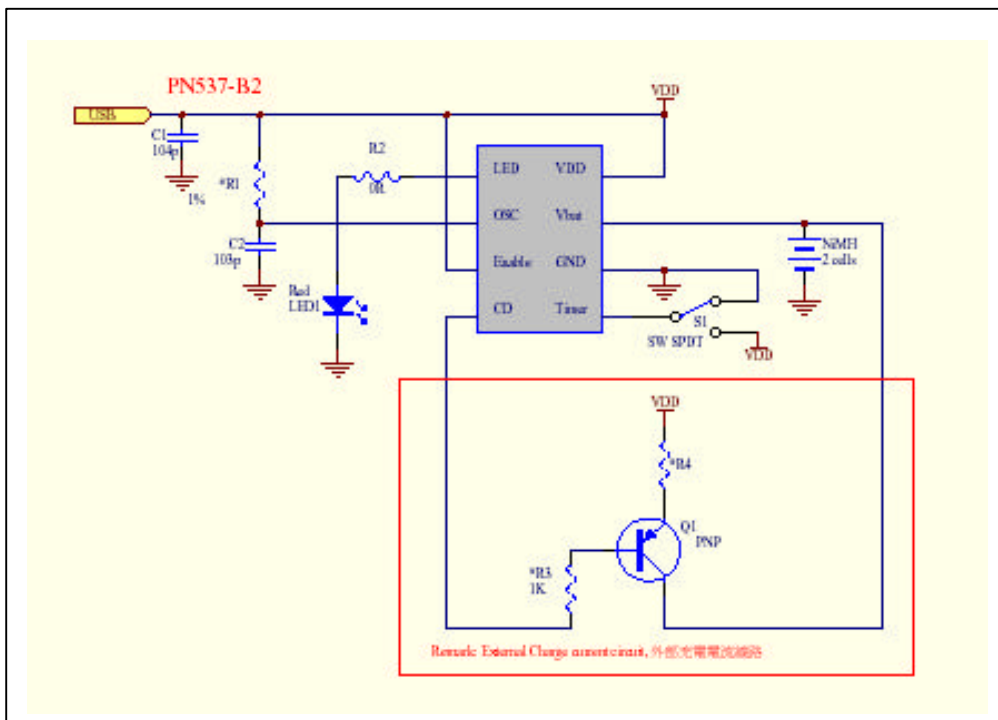 PN537-B2
USB
VDD
C1
104p
*R1
1%
R2
0R
LED
VDD
OSC
Vbat
C2
103p
Enable
GND
NiMH
2 cells
Red
LED1
CD
Timer
S1
SW SPDT
VDD
VDD
*R4
Q1
PNP
*R3
1K
Remark: External Charge current circuit, 外部充電電流線路